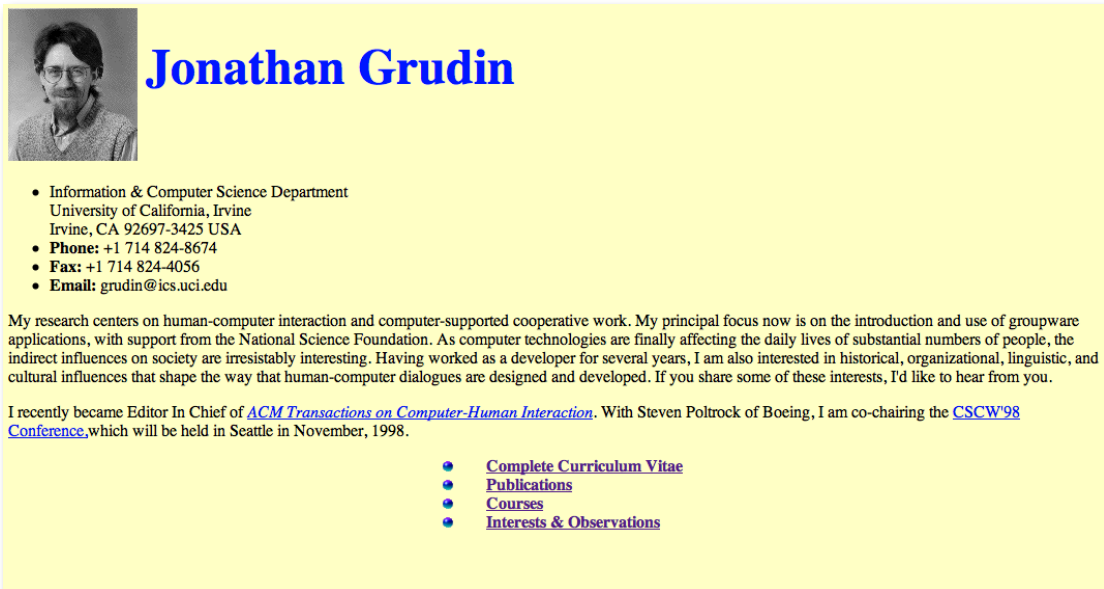 Jonathan Grudin
Information & Computer Science Department
University of California, Irvine
Irvine, CA 92697-3425 USA
Phone: +1 714 824-8674
Fax: +1 714 824-4056
Email: grudin@ics.uci.edu
My research centers on human-computer interaction and computer-supported cooperative work. My principal focus now is on the introduction and use of groupware
applications, with support from the National Science Foundation. As computer technologies are finally affecting the daily lives of substantial numbers of people, the
indirect influences on society are irresistably interesting. Having worked as a developer for several years, I am also interested in historical, organizational, linguistic, and
cultural influences that shape the way that human-computer dialogues are designed and developed. If you share some of these interests, I'd like to hear from you.
I recently became Editor In Chief of ACM Transactions on Computer-Human Interaction. With Steven Poltrock of Boeing, I am co-chairing the CSCW'98
Conference,which will be held in Seattle in November, 1998.
Complete Curriculum Vitae
Publications
Courses
Interests & Observations